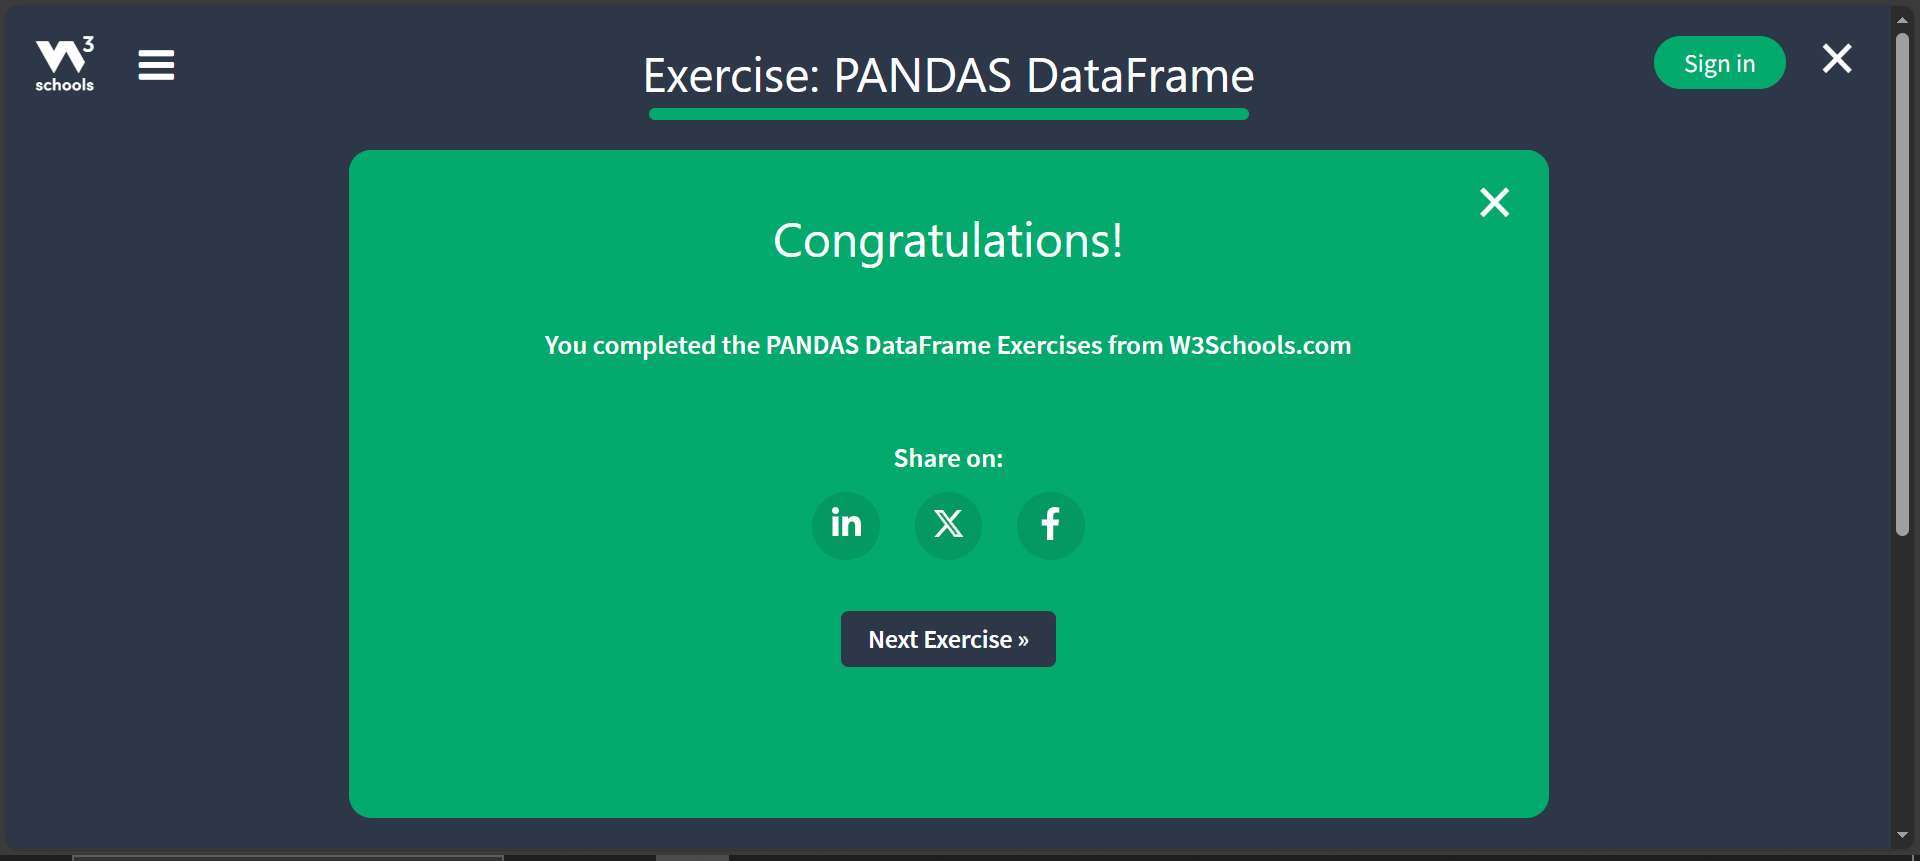 W3
schools
Exercise: PANDAS DataFrame
Sign in
Congratulations!
You completed the PANDAS DataFrame Exercises from W3Schools.com
Share on:
in
X
f
Next Exercise »